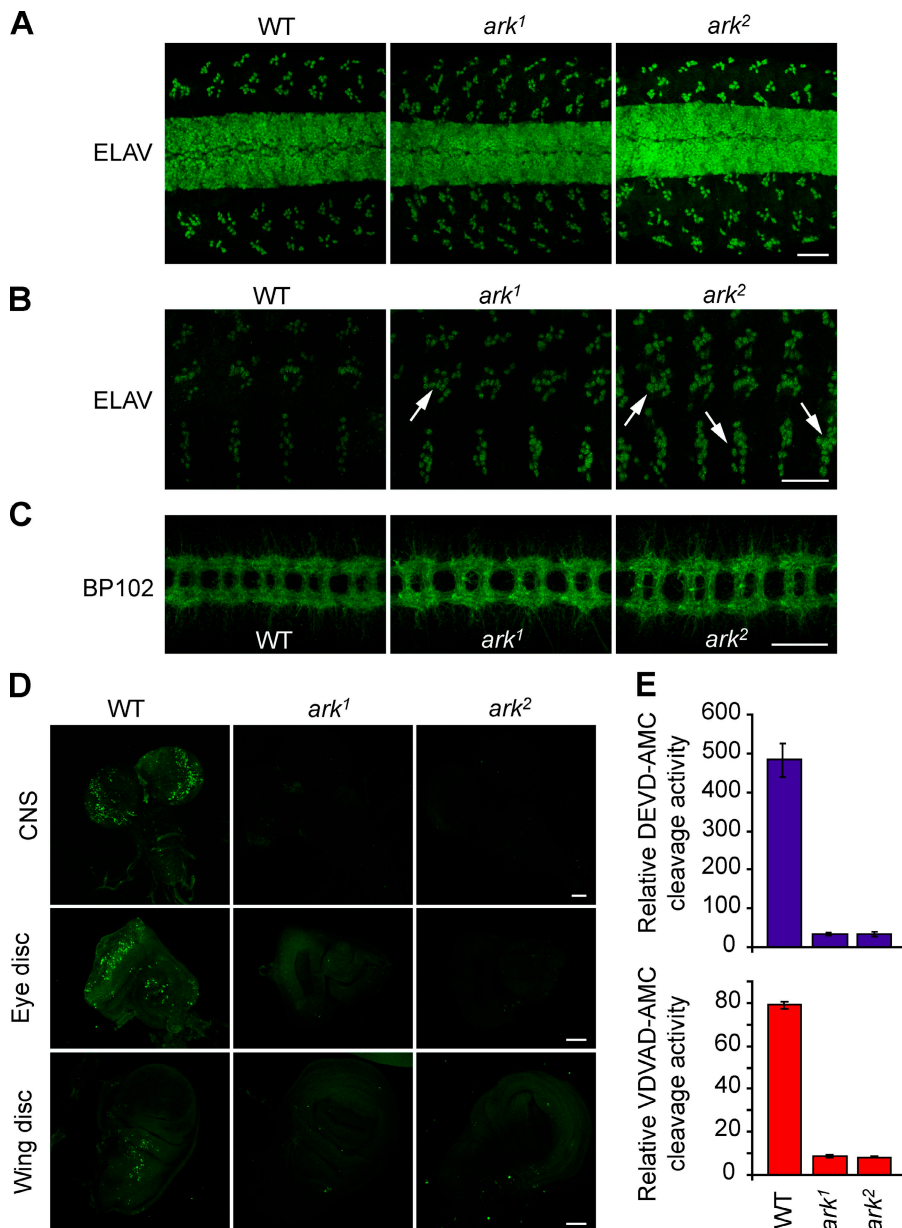 A
WT ark1 ark2
ELAV
B
WT ark1 ark2
ELAV
C
BP102
WT ark1 ark2
D
WT ark1 ark2
CNS
Eye disc
Wing disc
E
Relative DEVD-AMC
cleavage activity
600
500
400
300
200
100
0
Relative VDVAD-AMC
cleavage activity
80
60
40
20
0
WT ark1 ark2